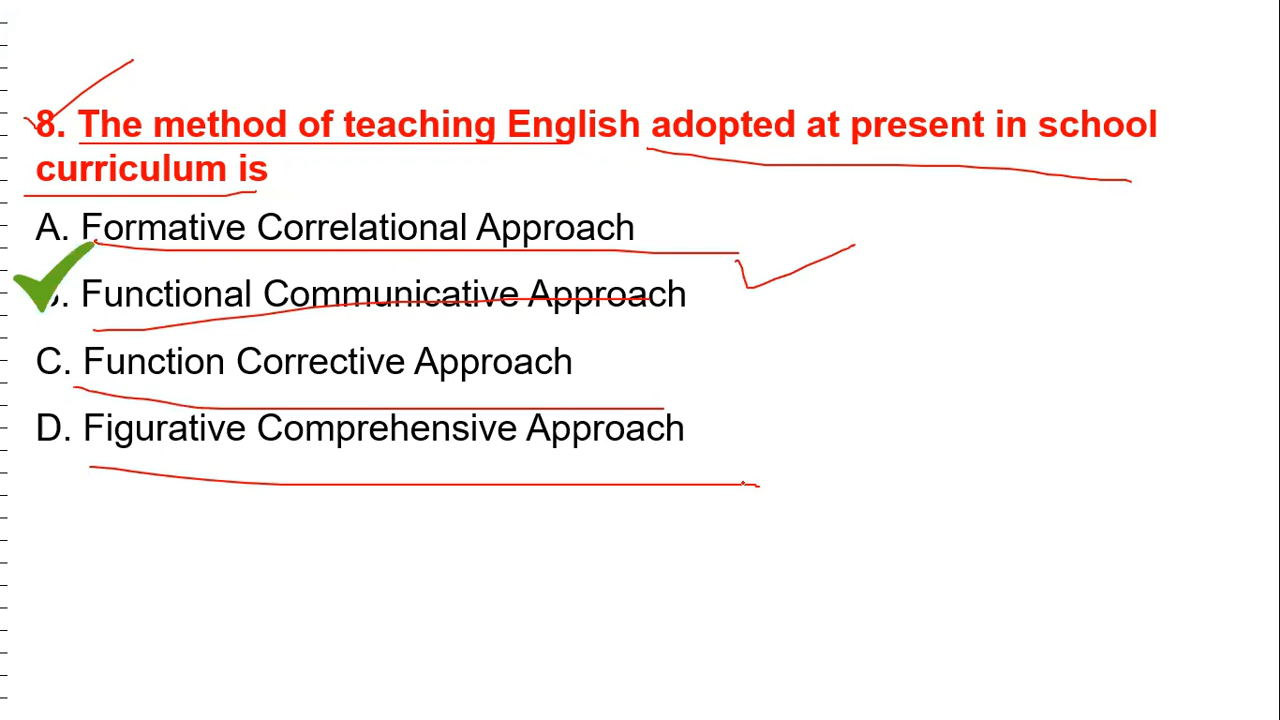 8. The method of teaching English adopted at present in school
curriculum is
A. Formative Correlational Approach
. Functional Communicative Approach
C. Function Corrective Approach
D. Figurative Comprehensive Approach